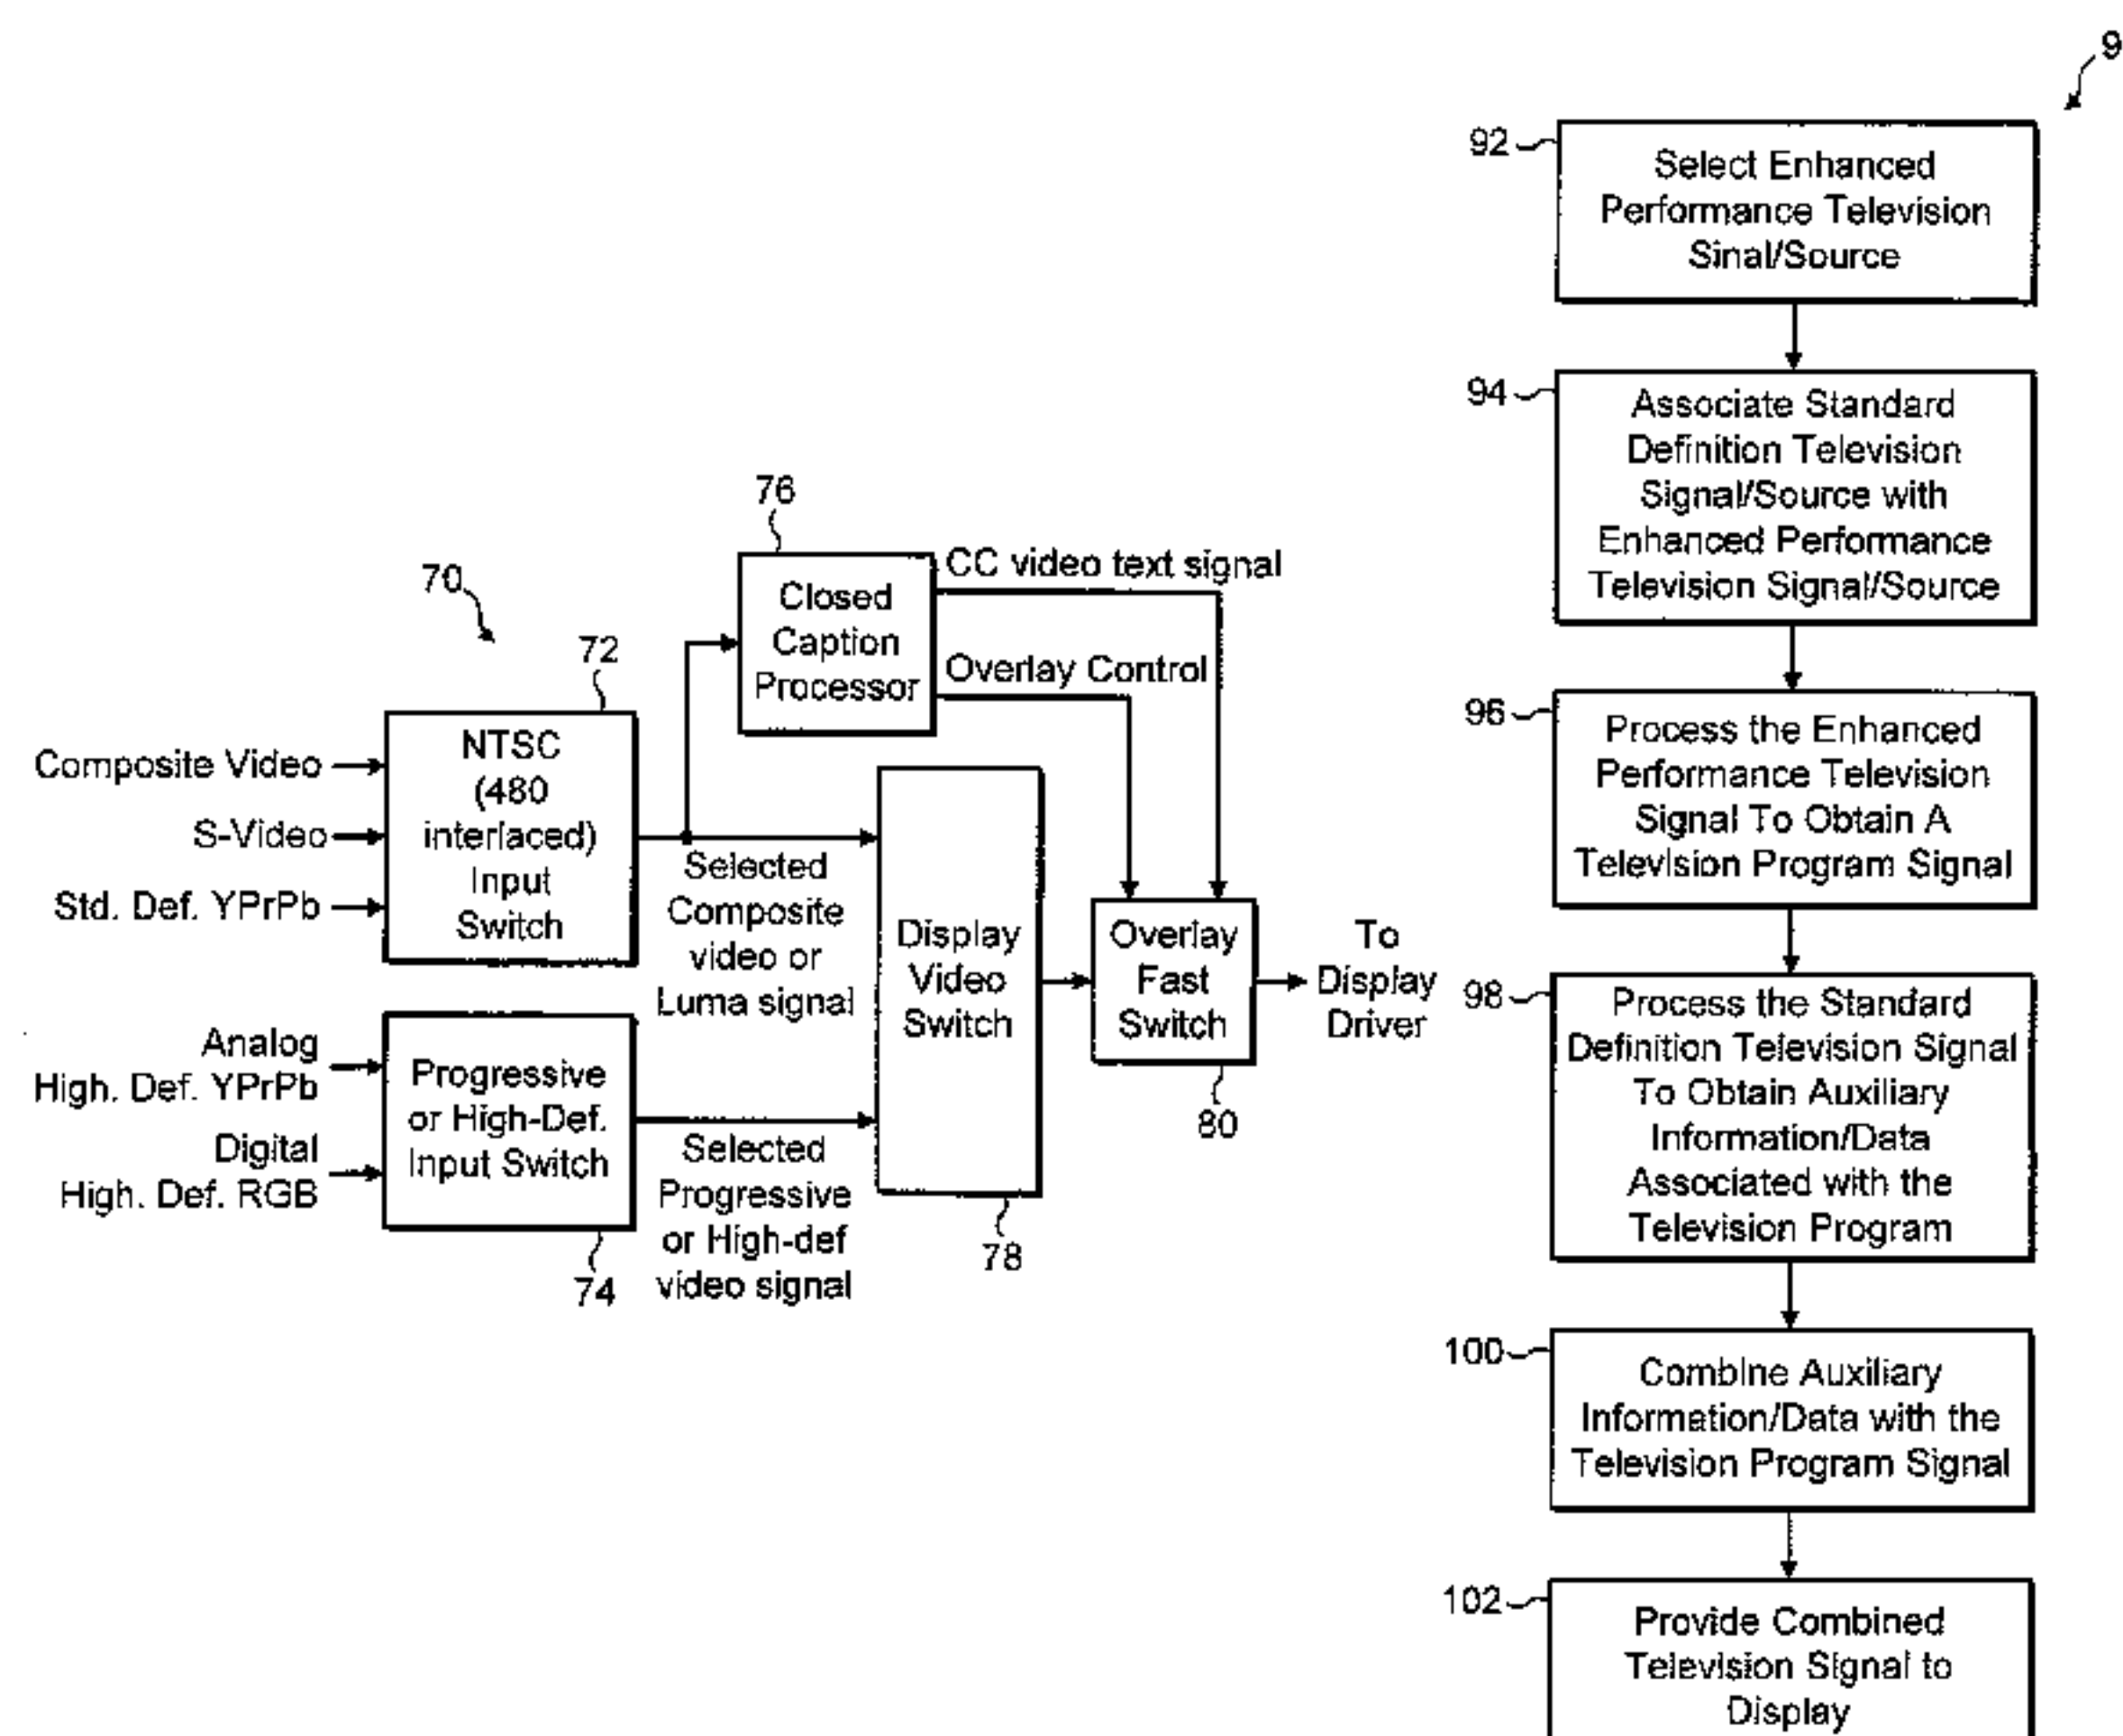 70
72
Composite Video
S-Video
Std. Def. YPrPb
NTSC
(480
interlaced)
Input
Switch
76
Closed
Caption
Processor
CC video text signal
Overlay Control
Selected
Composite
video or
Luma signal
Analog
High. Def. YPrPb
Digital
High. Def. RGB
Progressive
or High-Def.
Input Switch
74
Selected
Progressive
or High-def
video signal
Display
Video
Switch
78
Overlay
Fast
Switch
80
To
Display
Driver
9
92
Select Enhanced
Performance Television
Sinal/Source
94
Associate Standard
Definition Television
Signal/Source with
Enhanced Performance
Television Signal/Source
96
Process the Enhanced
Performance Television
Signal To Obtain A
Television Program Signal
98
Process the Standard
Definition Television Signal
To Obtain Auxiliary
Information/Data
Associated with the
Television Program
100
Combine Auxiliary
Information/Data with the
Television Program Signal
102
Provide Combined
Television Signal to
Display